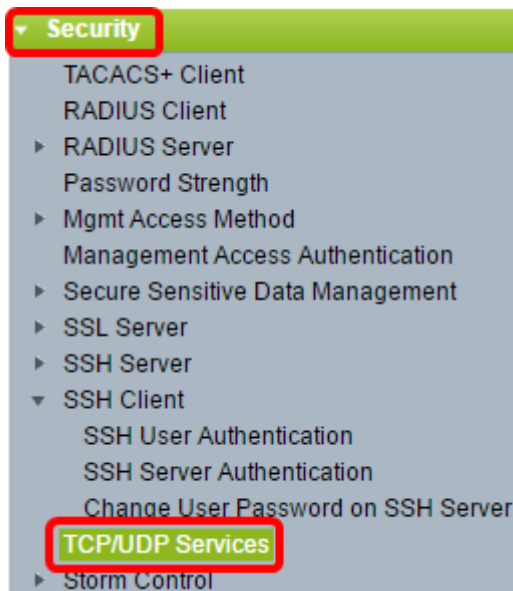 Security
TACACS+ Client
RADIUS Client
RADIUS Server
Password Strength
Mgmt Access Method
Management Access Authentication
Secure Sensitive Data Management
SSL Server
SSH Server
SSH Client
SSH User Authentication
SSH Server Authentication
Change User Password on SSH Server
TCP/UDP Services
Storm Control